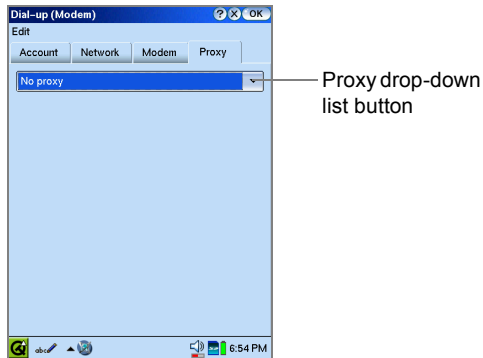 Dial-up (Modem) ? X OK
Edit
Account Network Modem Proxy
No proxy
Proxy drop-down
list button
abc 6:54 PM